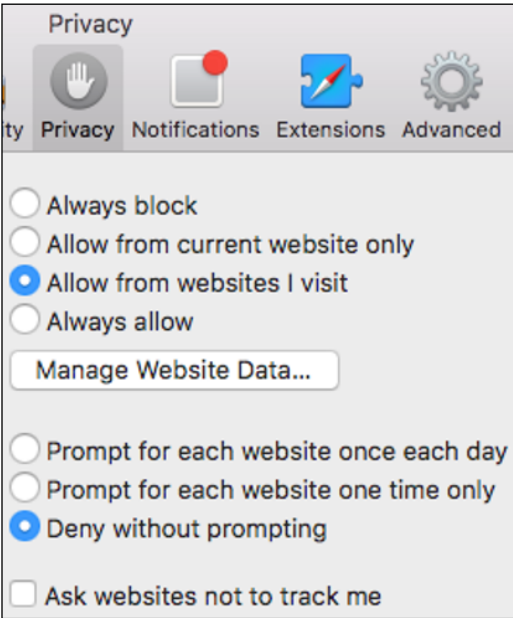 Privacy
ity Privacy Notifications Extensions Advanced
Always block
Allow from current website only
Allow from websites I visit
Always allow
Manage Website Data...
Prompt for each website once each day
Prompt for each website one time only
Deny without prompting
Ask websites not to track me